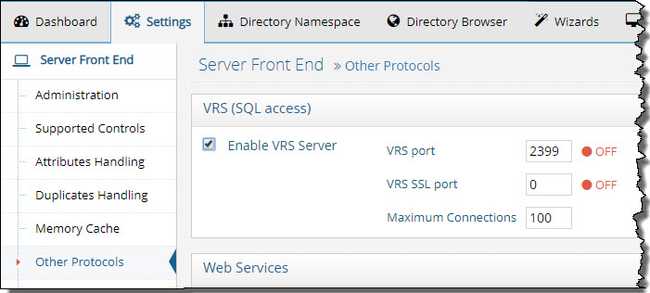 Dashboard Settings Directory Namespace Directory Browser Wizards
Server Front End
Administration
Supported Controls
Attributes Handling
Duplicates Handling
Memory Cache
Other Protocols
Server Front End » Other Protocols
VRS (SQL access)
Enable VRS Server
VRS port 2399 OFF
VRS SSL port 0 OFF
Maximum Connections 100
Web Services